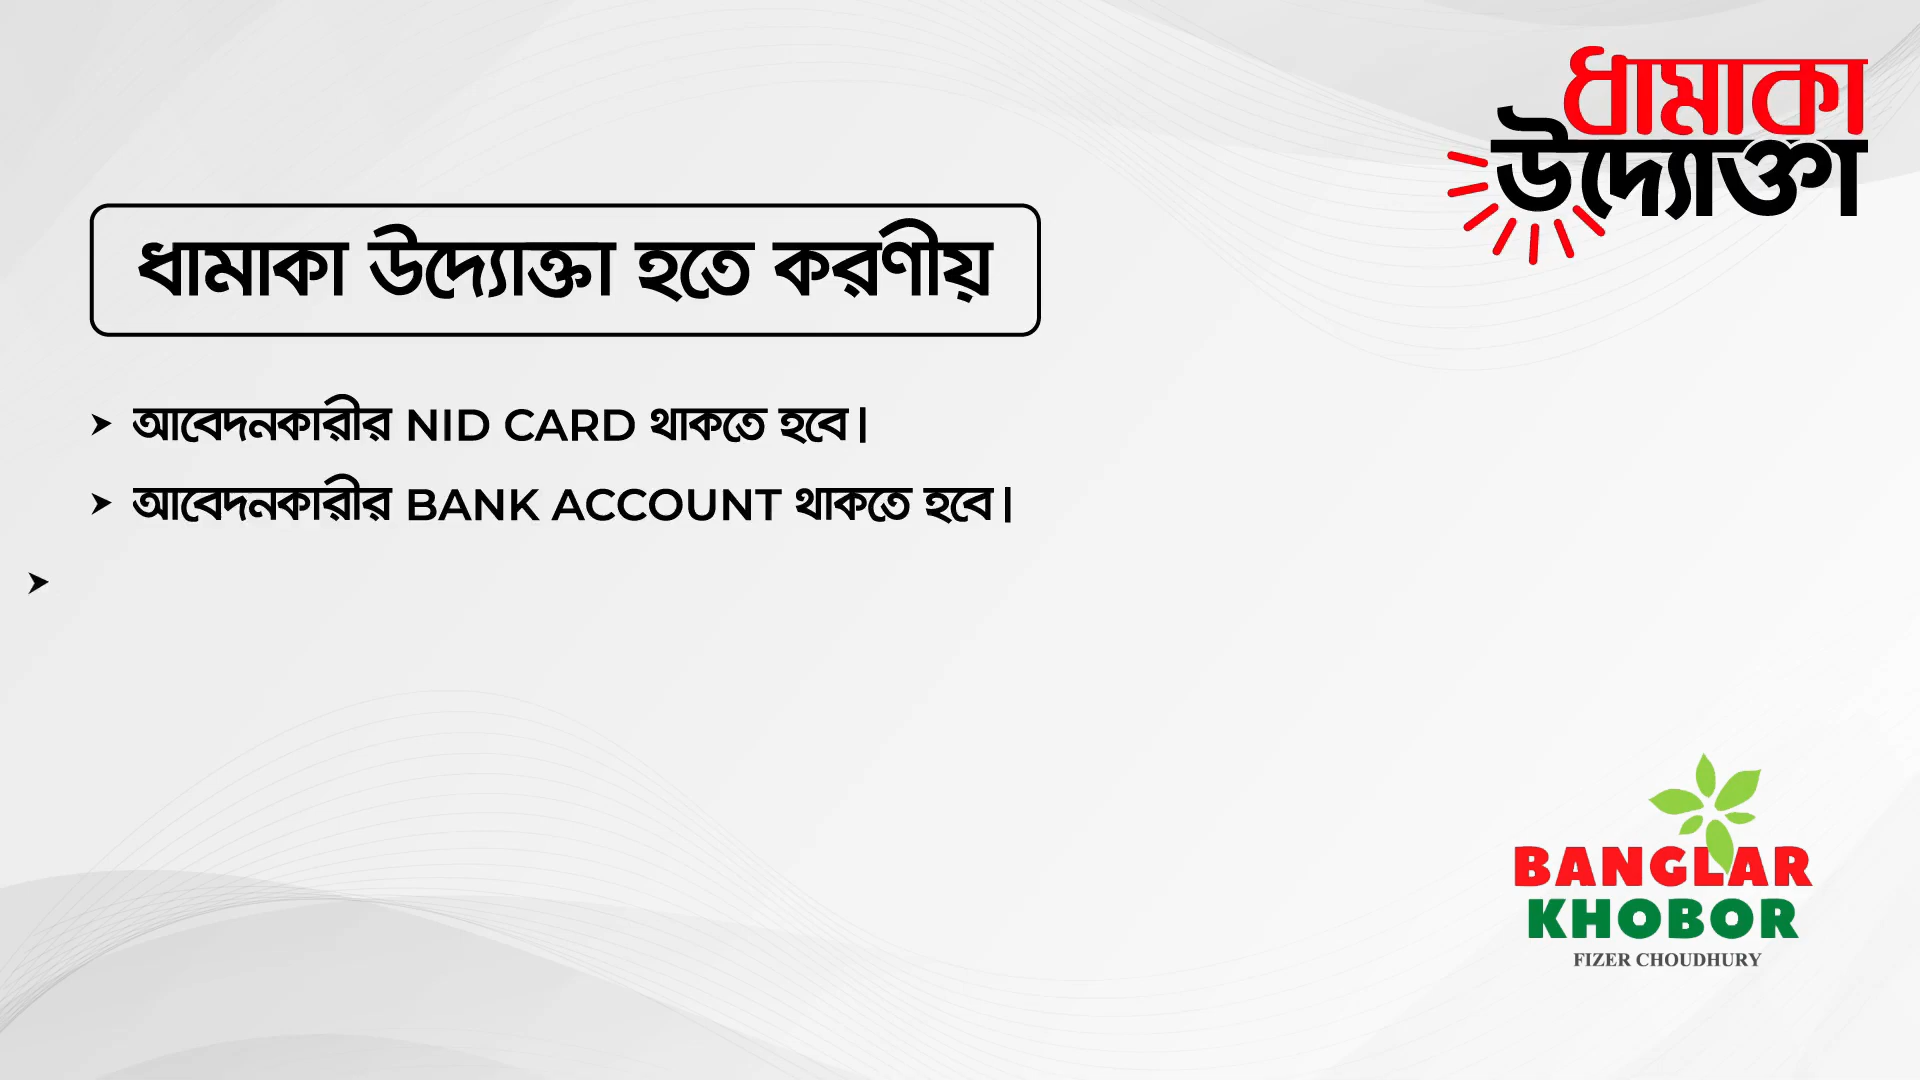 ধামাকা
উদ্যোক্তা
ধামাকা উদ্যোক্তা হতে করণীয়
➤ আবেদনকারীর NID CARD থাকতে হবে।
➤ আবেদনকারীর BANK ACCOUNT থাকতে হবে।
➤
BANGLAR
KHOBOR
FIZER CHOUDHURY